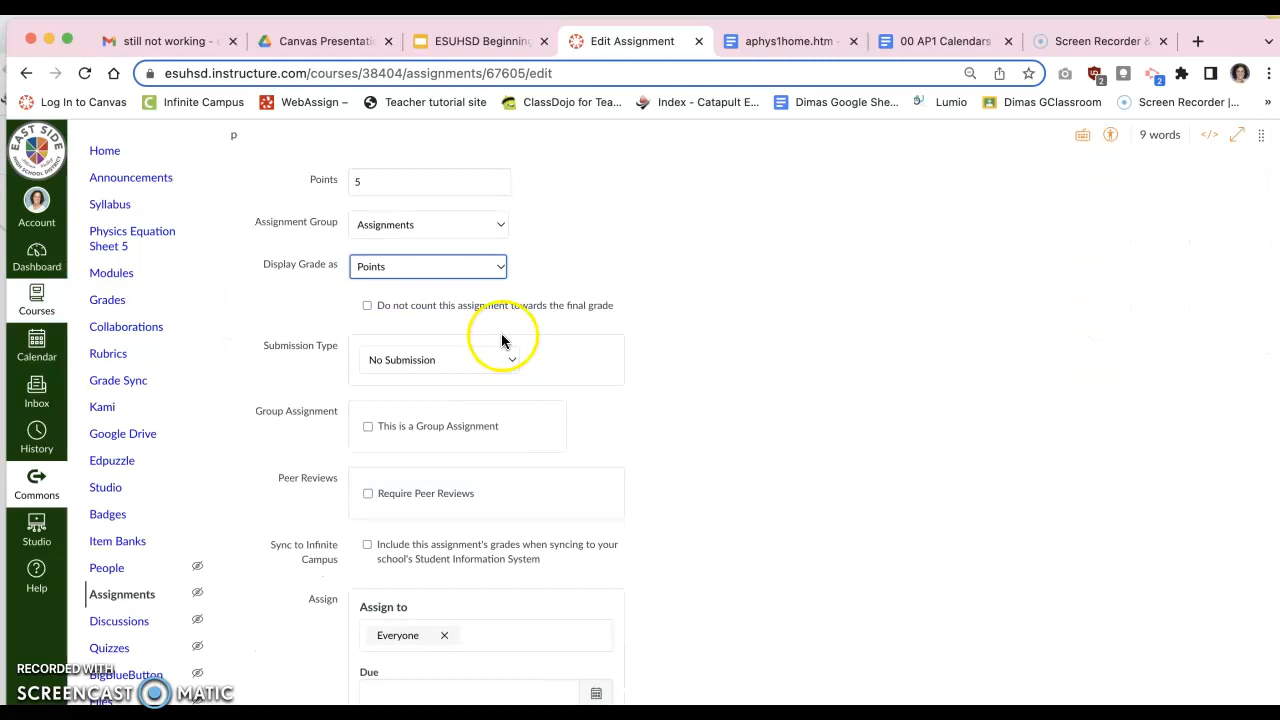 still not working - 
Canvas Presentati
ESUHSD Beginning
Edit Assignment
aphys1home.htm -
00 AP1 Calendars
Screen Recorder &
esuhsd.instructure.com/courses/38404/assignments/67605/edit
2
2
Log In to Canvas
Infinite Campus
WebAssign –
Teacher tutorial site
ClassDojo for Tea...
Index - Catapult E...
Dimas Google She...
Lumio
Dimas GClassroom
Screen Recorder |...
»
EAST SIDE
Account
Dashboard
Courses
Calendar
Inbox
History
Commons
Studio
Help
Home
Announcements
Syllabus
Physics Equation
Sheet 5
Modules
Grades
Collaborations
Rubrics
Grade Sync
Kami
Google Drive
Edpuzzle
Studio
Badges
Item Banks
People
Assignments
Discussions
Quizzes
BigBlueButton
Files
p
9 words
</>
Points
5
Assignment Group
Assignments
Display Grade as
Points
Do not count this assignment towards the final grade
Submission Type
No Submission
Group Assignment
This is a Group Assignment
Peer Reviews
Require Peer Reviews
Sync to Infinite
Campus
Include this assignment's grades when syncing to your
school's Student Information System
Assign
Assign to
Everyone
Due
RECORDED WITH
SCREENCAST MATIC